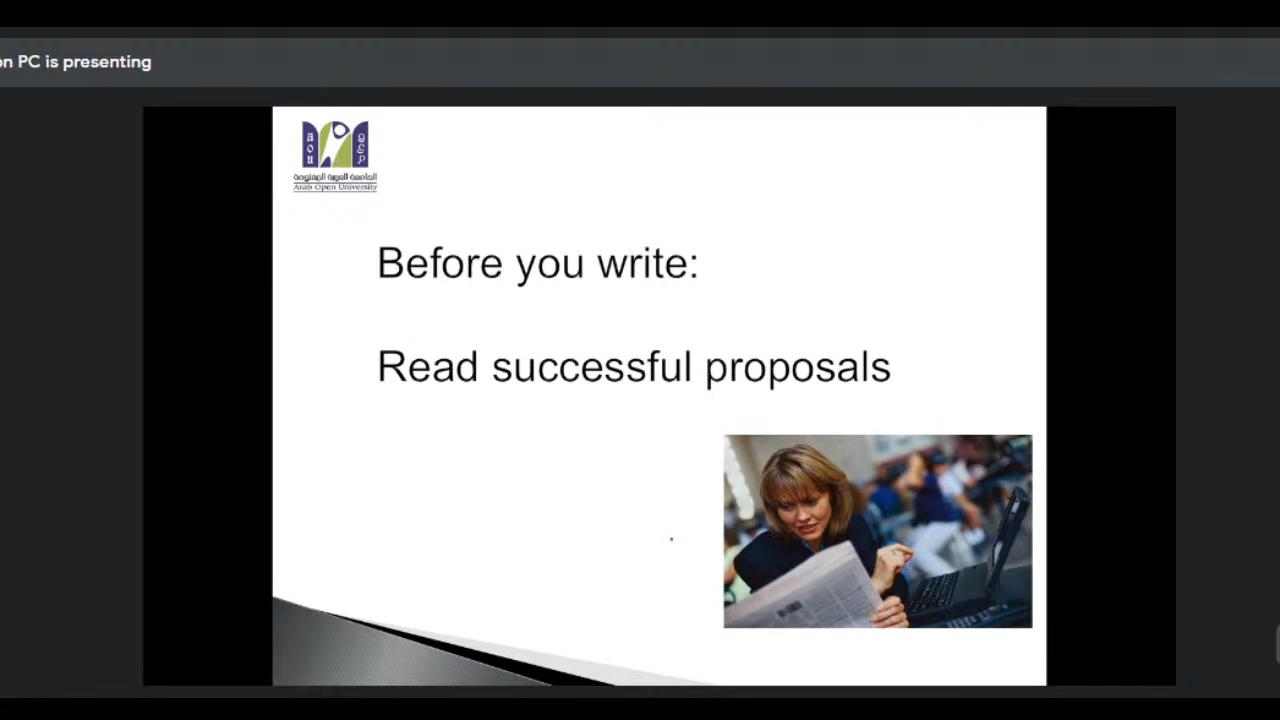 on PC is presenting
الجامعة العربية المفتوحة
Arab Open University
Before you write:
Read successful proposals